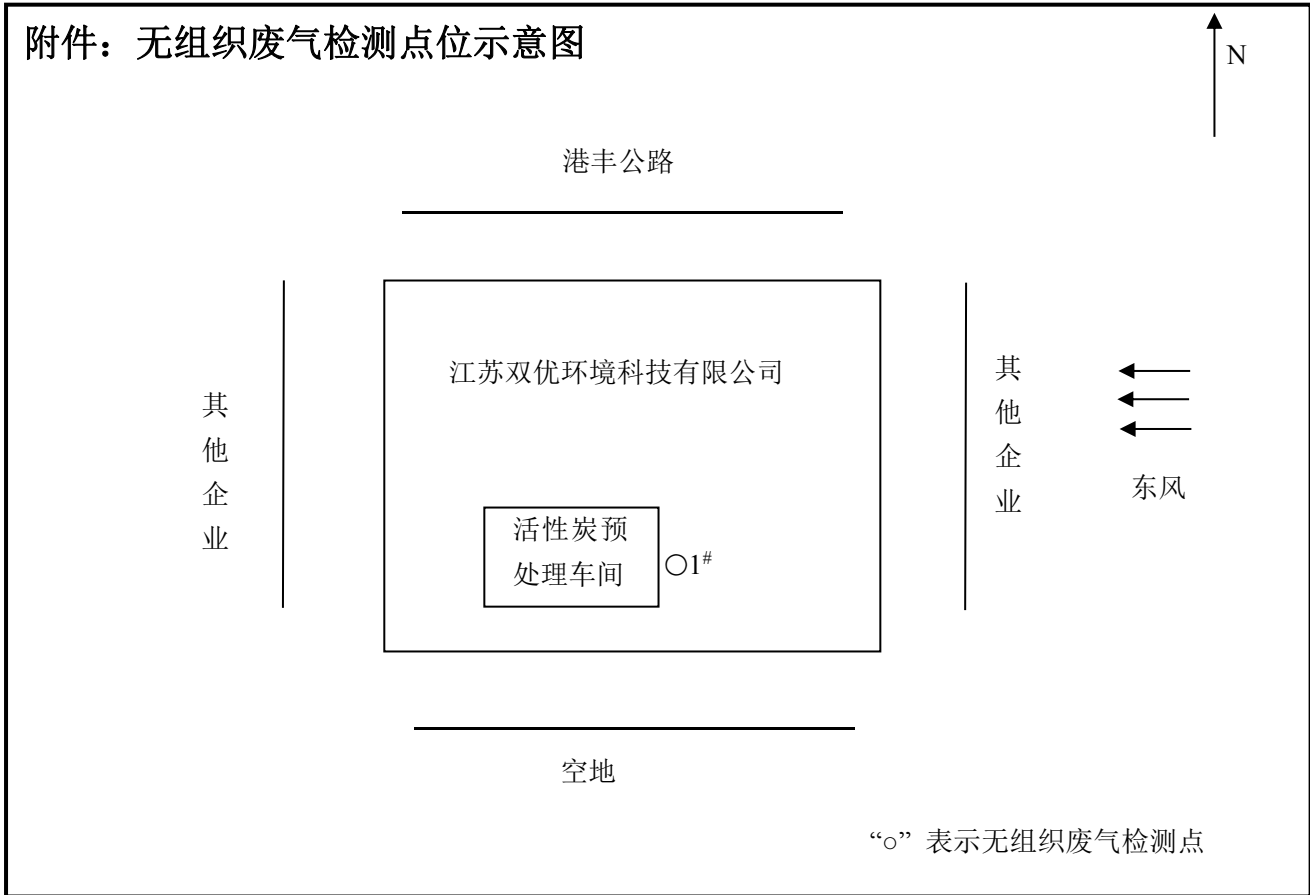 附件：无组织废气检测点位示意图
N
港丰公路
江苏双优环境科技有限公司
其他企业
其他企业
东风
活性炭预
处理车间
○1#
空地
“○” 表示无组织废气检测点